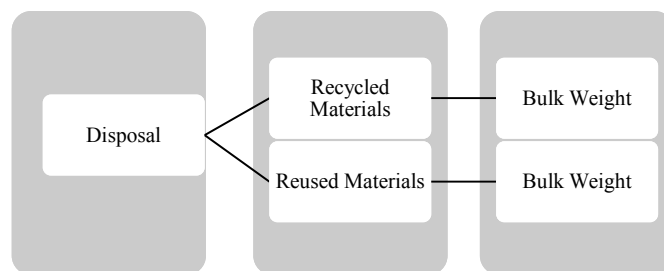 Disposal
Recycled
Materials
Bulk Weight
Reused Materials
Bulk Weight